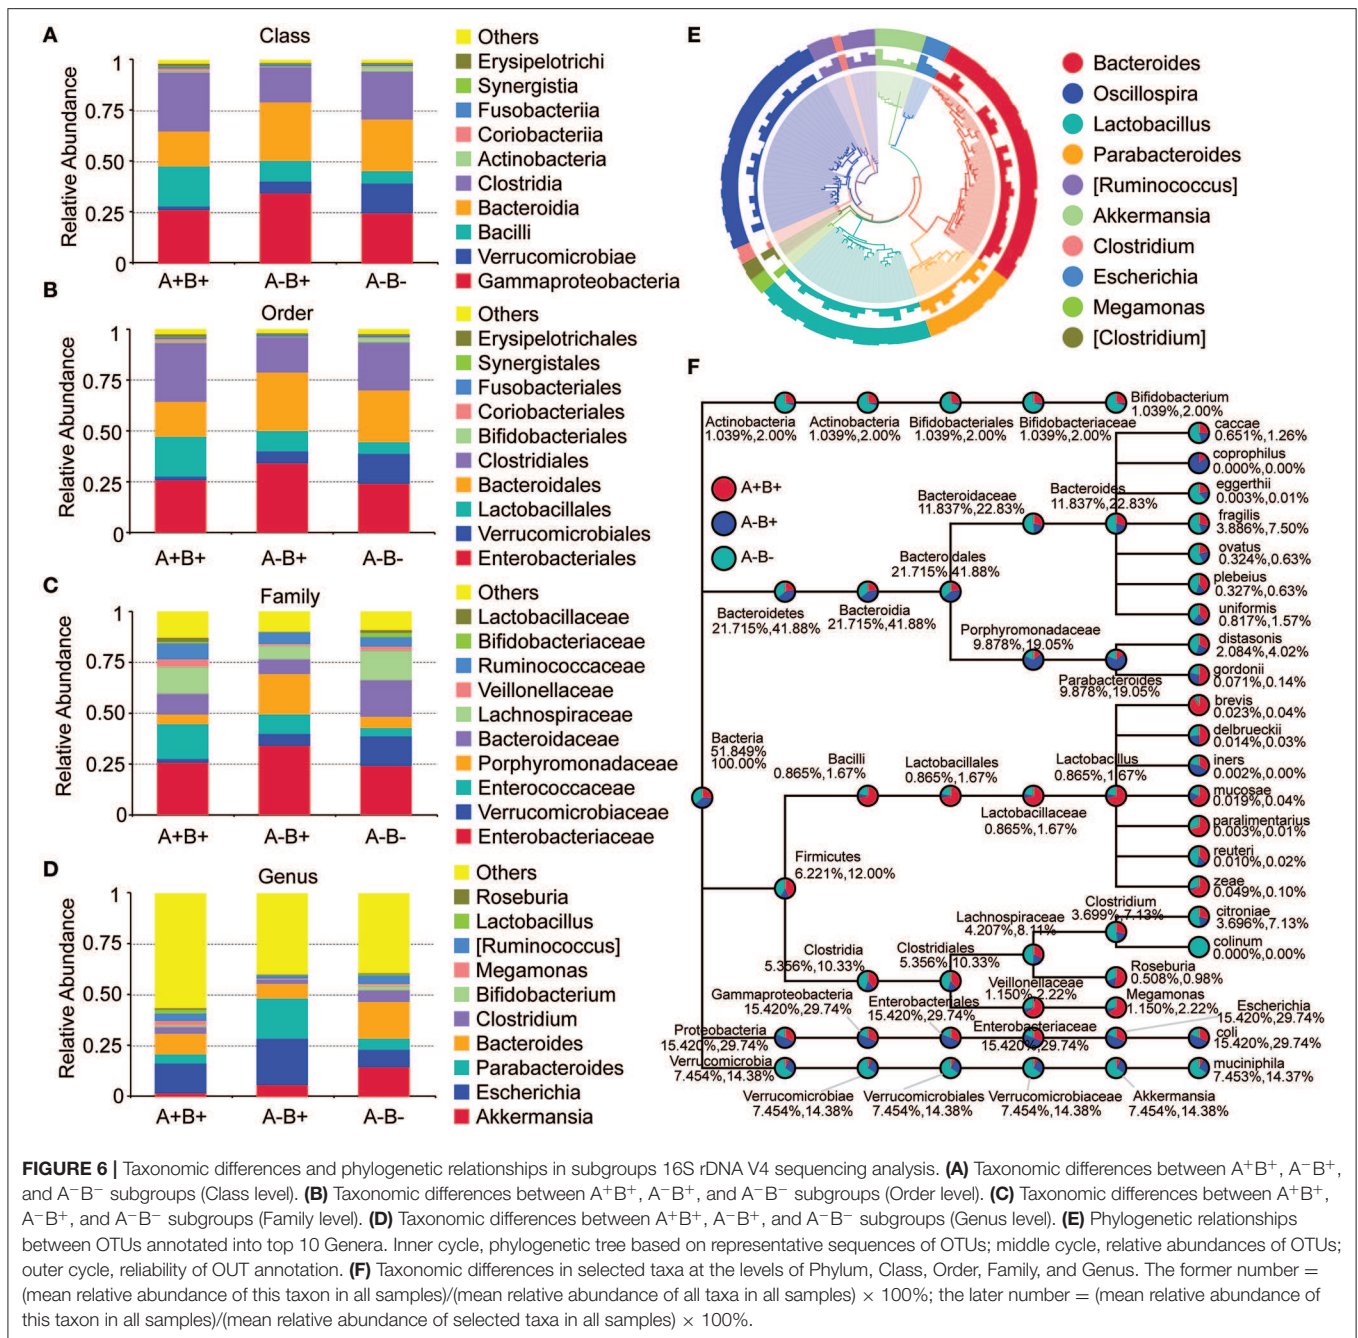 A
Class
Relative Abundance
1
0.75
0.50
0.25
0
A+B+ A-B+ A-B-
Others
Erysipelotrichi
Synergistia
Fusobacteriia
Coriobacteriia
Actinobacteria
Clostridia
Bacteroidia
Bacilli
Verrucomicrobiae
Gammaproteobacteria
B
Order
Relative Abundance
1
0.75
0.50
0.25
0
A+B+ A-B+ A-B-
Others
Erysipelotrichales
Synergistales
Fusobacteriales
Coriobacteriales
Bifidobacteriales
Clostridiales
Bacteroidales
Lactobacillales
Verrucomicrobiales
Enterobacteriales
C
Family
Relative Abundance
1
0.75
0.50
0.25
0
A+B+ A-B+ A-B-
Others
Lactobacillaceae
Bifidobacteriaceae
Ruminococcaceae
Veillonellaceae
Lachnospiraceae
Bacteroidaceae
Porphyromonadaceae
Enterococcaceae
Verrucomicrobiaceae
Enterobacteriaceae
D
Genus
Relative Abundance
1
0.75
0.50
0.25
0
A+B+ A-B+ A-B-
Others
Roseburia
Lactobacillus
[Ruminococcus]
Megamonas
Bifidobacterium
Clostridium
Bacteroides
Parabacteroides
Escherichia
Akkermansia
E
Bacteroides
Oscillospira
Lactobacillus
Parabacteroides
[Ruminococcus]
Akkermansia
Clostridium
Escherichia
Megamonas
[Clostridium]
F
A+B+
A-B+
A-B-
Bacteria
51.849%
100.00%
Actinobacteria
1.039%,2.00%
Actinobacteria
1.039%,2.00%
Bifidobacteriales
1.039%,2.00%
Bifidobacteriaceae
1.039%,2.00%
Bifidobacterium
1.039%,2.00%
Bacteroidetes
21.715%,41.88%
Bacteroidia
21.715%,41.88%
Bacteroidales
21.715%,41.88%
Bacteroidaceae
11.837%,22.83%
Bacteroides
11.837%,22.83%
caccae
0.651%,1.26%
coprophilus
0.000%,0.00%
eggerthii
0.003%,0.01%
fragilis
3.886%,7.50%
ovatus
0.324%,0.63%
plebeius
0.327%,0.63%
uniformis
0.817%,1.57%
Porphyromonadaceae
9.878%,19.05%
Parabacteroides
9.878%,19.05%
distasonis
2.084%,4.02%
gordonii
0.071%,0.14%
Firmicutes
6.221%,12.00%
Bacilli
0.865%,1.67%
Lactobacillales
0.865%,1.67%
Lactobacillaceae
0.865%,1.67%
Lactobacillus
0.865%,1.67%
brevis
0.023%,0.04%
delbrueckii
0.014%,0.03%
iners
0.002%,0.00%
mucosae
0.019%,0.04%
paralimentarius
0.003%,0.01%
reuteri
0.010%,0.02%
zeae
0.049%,0.10%
Clostridia
5.356%,10.33%
Clostridiales
5.356%,10.33%
Lachnospiraceae
4.207%,8.11%
Clostridium
3.699%,7.13%
citroniae
3.696%,7.13%
colinum
0.000%,0.00%
Roseburia
0.508%,0.98%
Veillonellaceae
1.150%,2.22%
Megamonas
1.150%,2.22%
Proteobacteria
15.420%,29.74%
Gammaproteobacteria
15.420%,29.74%
Enterobacteriales
15.420%,29.74%
Enterobacteriaceae
15.420%,29.74%
Escherichia
15.420%,29.74%
coli
15.420%,29.74%
Verrucomicrobia
7.454%,14.38%
Verrucomicrobiae
7.454%,14.38%
Verrucomicrobiales
7.454%,14.38%
Verrucomicrobiaceae
7.454%,14.38%
Akkermansia
7.454%,14.38%
muciniphila
7.453%,14.37%
FIGURE 6 | Taxonomic differences and phylogenetic relationships in subgroups 16S rDNA V4 sequencing analysis. (A) Taxonomic differences between A⁺B⁺, A⁻B⁺,
and A⁻B⁻ subgroups (Class level). (B) Taxonomic differences between A⁺B⁺, A⁻B⁺, and A⁻B⁻ subgroups (Order level). (C) Taxonomic differences between A⁺B⁺,
A⁻B⁺, and A⁻B⁻ subgroups (Family level). (D) Taxonomic differences between A⁺B⁺, A⁻B⁺, and A⁻B⁻ subgroups (Genus level). (E) Phylogenetic relationships
between OTUs annotated into top 10 Genera. Inner cycle, phylogenetic tree based on representative sequences of OTUs; middle cycle, relative abundances of OTUs;
outer cycle, reliability of OUT annotation. (F) Taxonomic differences in selected taxa at the levels of Phylum, Class, Order, Family, and Genus. The former number =
(mean relative abundance of this taxon in all samples)/(mean relative abundance of all taxa in all samples) × 100%; the later number = (mean relative abundance of
this taxon in all samples)/(mean relative abundance of selected taxa in all samples) × 100%.